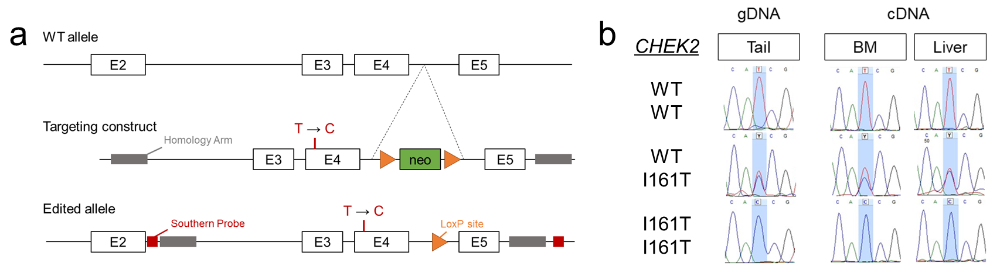 a
WT allele
E2 E3 E4 E5
Targeting construct
T → C
Homology Arm
E3 E4 neo E5
Edited allele
T → C
Southern Probe
LoxP site
E2 E3 E4 E5
b
gDNA cDNA
CHEK2 Tail BM Liver
C A T C G C A T C G C A T C G
WT
WT
C A Y C G C A Y C G C A Y C G
50
WT
I161T
C A C C G C A C C G C A C C G
I161T
I161T